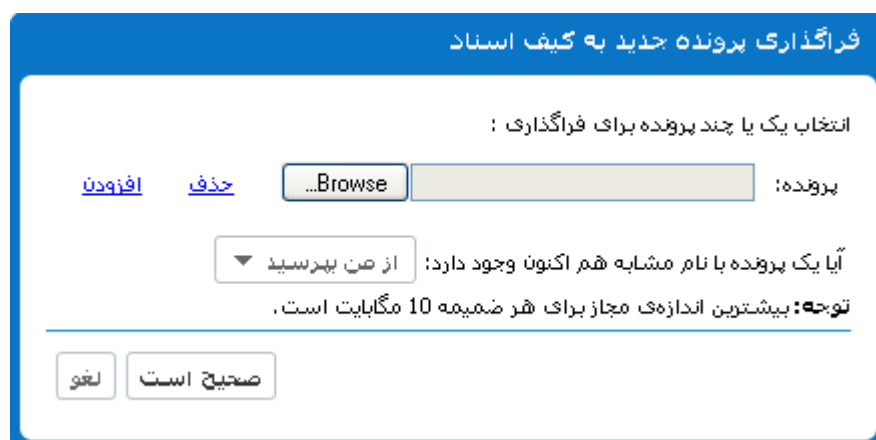 فراگذاری پرونده جدید به کیف اسناد
انتخاب یک یا چند پرونده برای فراگذاری :
پرونده: Browse... حذف افزودن
آیا یک پرونده با نام مشابه هم اکنون وجود دارد: از من بپرسید
توجه: بیشترین اندازه‌ی مجاز برای هر ضمیمه 10 مگابایت است.
صحیح است لغو